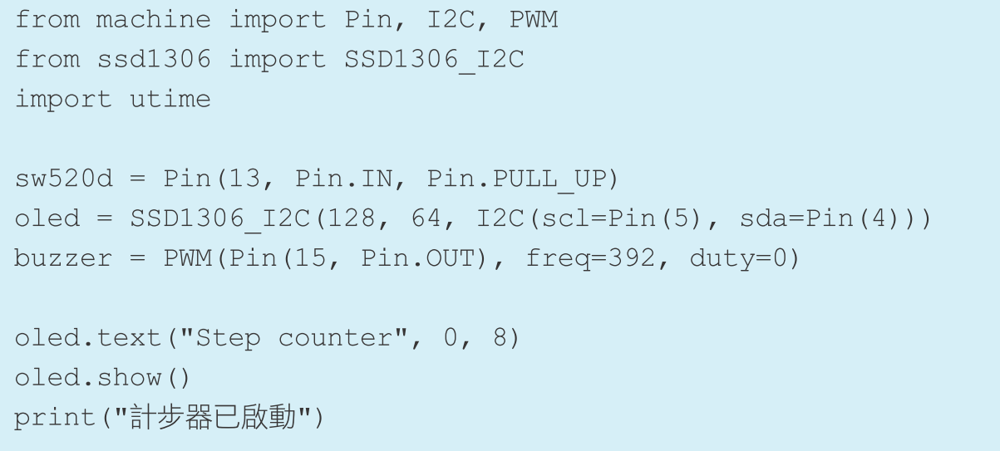 from machine import Pin, I2C, PWM
from ssd1306 import SSD1306_I2C
import utime
sw520d = Pin(13, Pin.IN, Pin.PULL_UP)
oled = SSD1306_I2C(128, 64, I2C(scl=Pin(5), sda=Pin(4)))
buzzer = PWM(Pin(15, Pin.OUT), freq=392, duty=0)
oled.text("Step counter", 0, 8)
oled.show()
print("計步器已啟動")